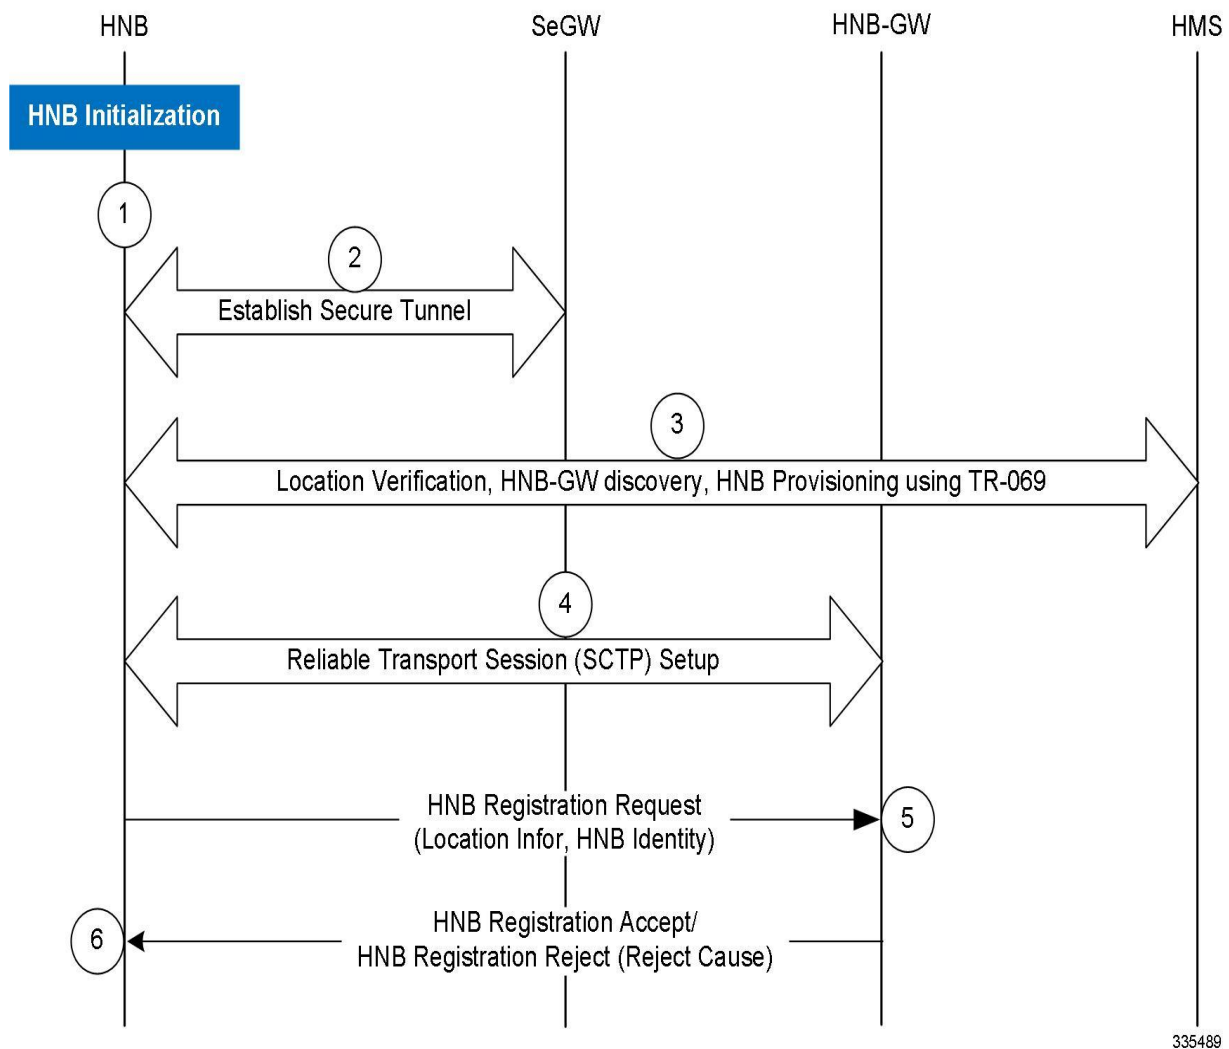 HNB SeGW HNB-GW HMS
HNB Initialization
1
2
Establish Secure Tunnel
3
Location Verification, HNB-GW discovery, HNB Provisioning using TR-069
4
Reliable Transport Session (SCTP) Setup
HNB Registration Request
(Location Infor, HNB Identity)
5
HNB Registration Accept/
HNB Registration Reject (Reject Cause)
6
335489